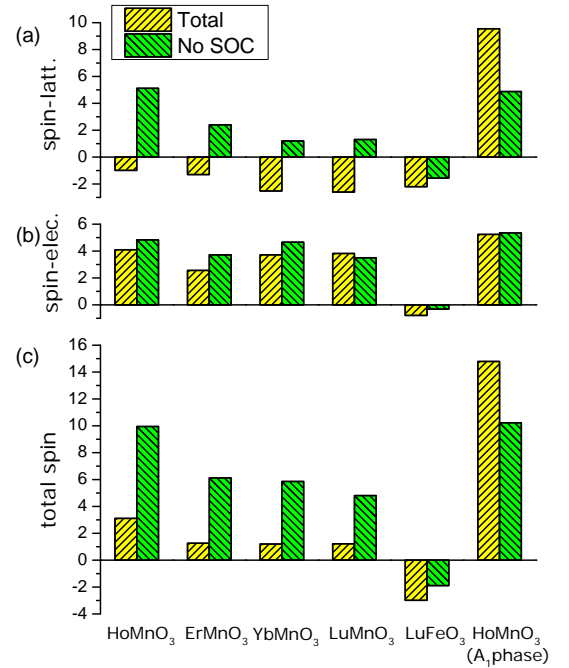 (a)
Total
No SOC
spin-latt.
10
8
6
4
2
0
-2
(b)
spin-elec.
6
4
2
0
(c)
total spin
16
14
12
10
8
6
4
2
0
-2
-4
HoMnO₃ ErMnO₃ YbMnO₃ LuMnO₃ LuFeO₃ HoMnO₃
(A₁phase)